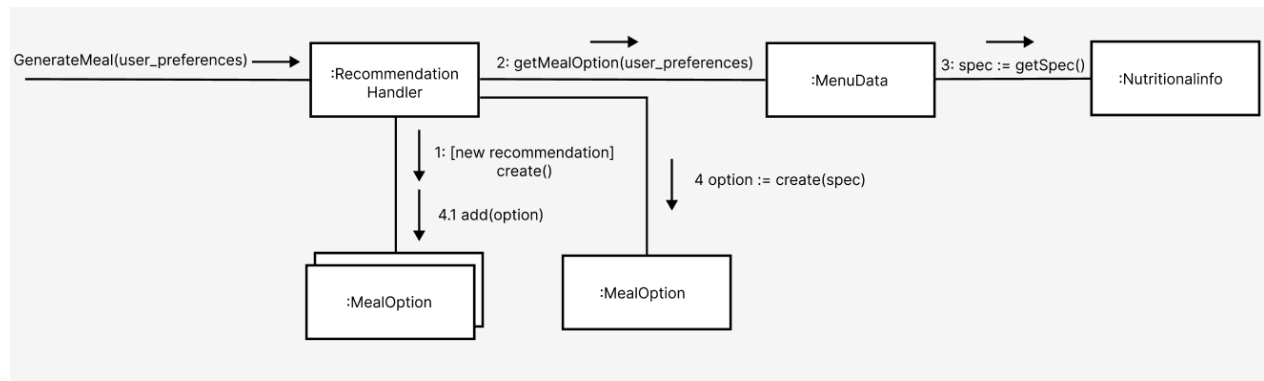 GenerateMeal(user_preferences)
:Recommendation
Handler
2: getMealOption(user_preferences)
:MenuData
3: spec := getSpec()
:Nutritionalinfo
1: [new recommendation]
create()
4 option := create(spec)
4.1 add(option)
:MealOption
:MealOption